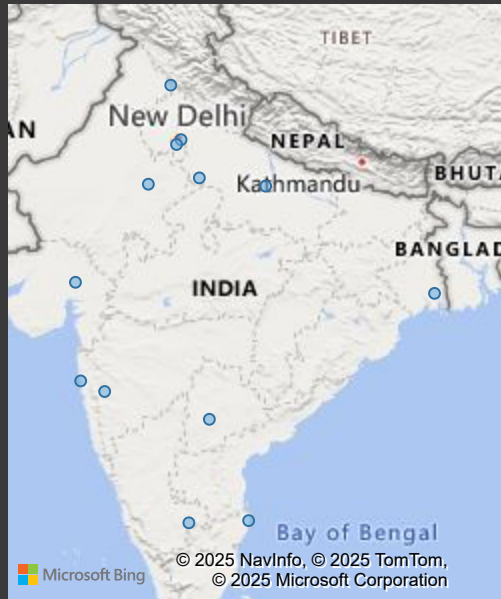 TIBET
New Delhi
AN
NEPAL
BHUTA
Kathmandu
BANGLAD
INDIA
Bay of Bengal
© 2025 NavInfo, © 2025 TomTom,
Microsoft Bing
© 2025 Microsoft Corporation